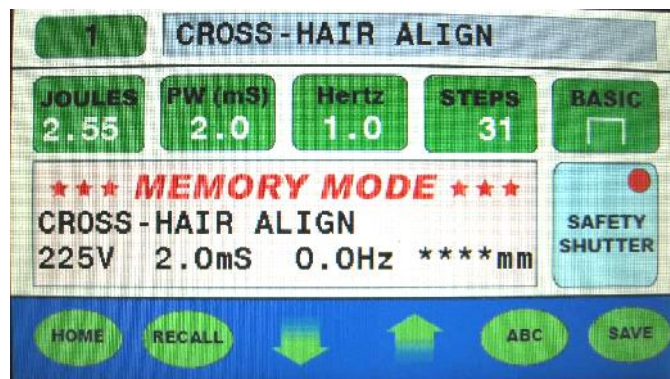 1 CROSS-HAIR ALIGN
JOULES PW (mS) Hertz STEPS BASIC
2.55 2.0 1.0 31
★★★ MEMORY MODE ★★★
CROSS-HAIR ALIGN
225V 2.0mS 0.0Hz ****mm
SAFETY
SHUTTER
HOME RECALL ABC SAVE